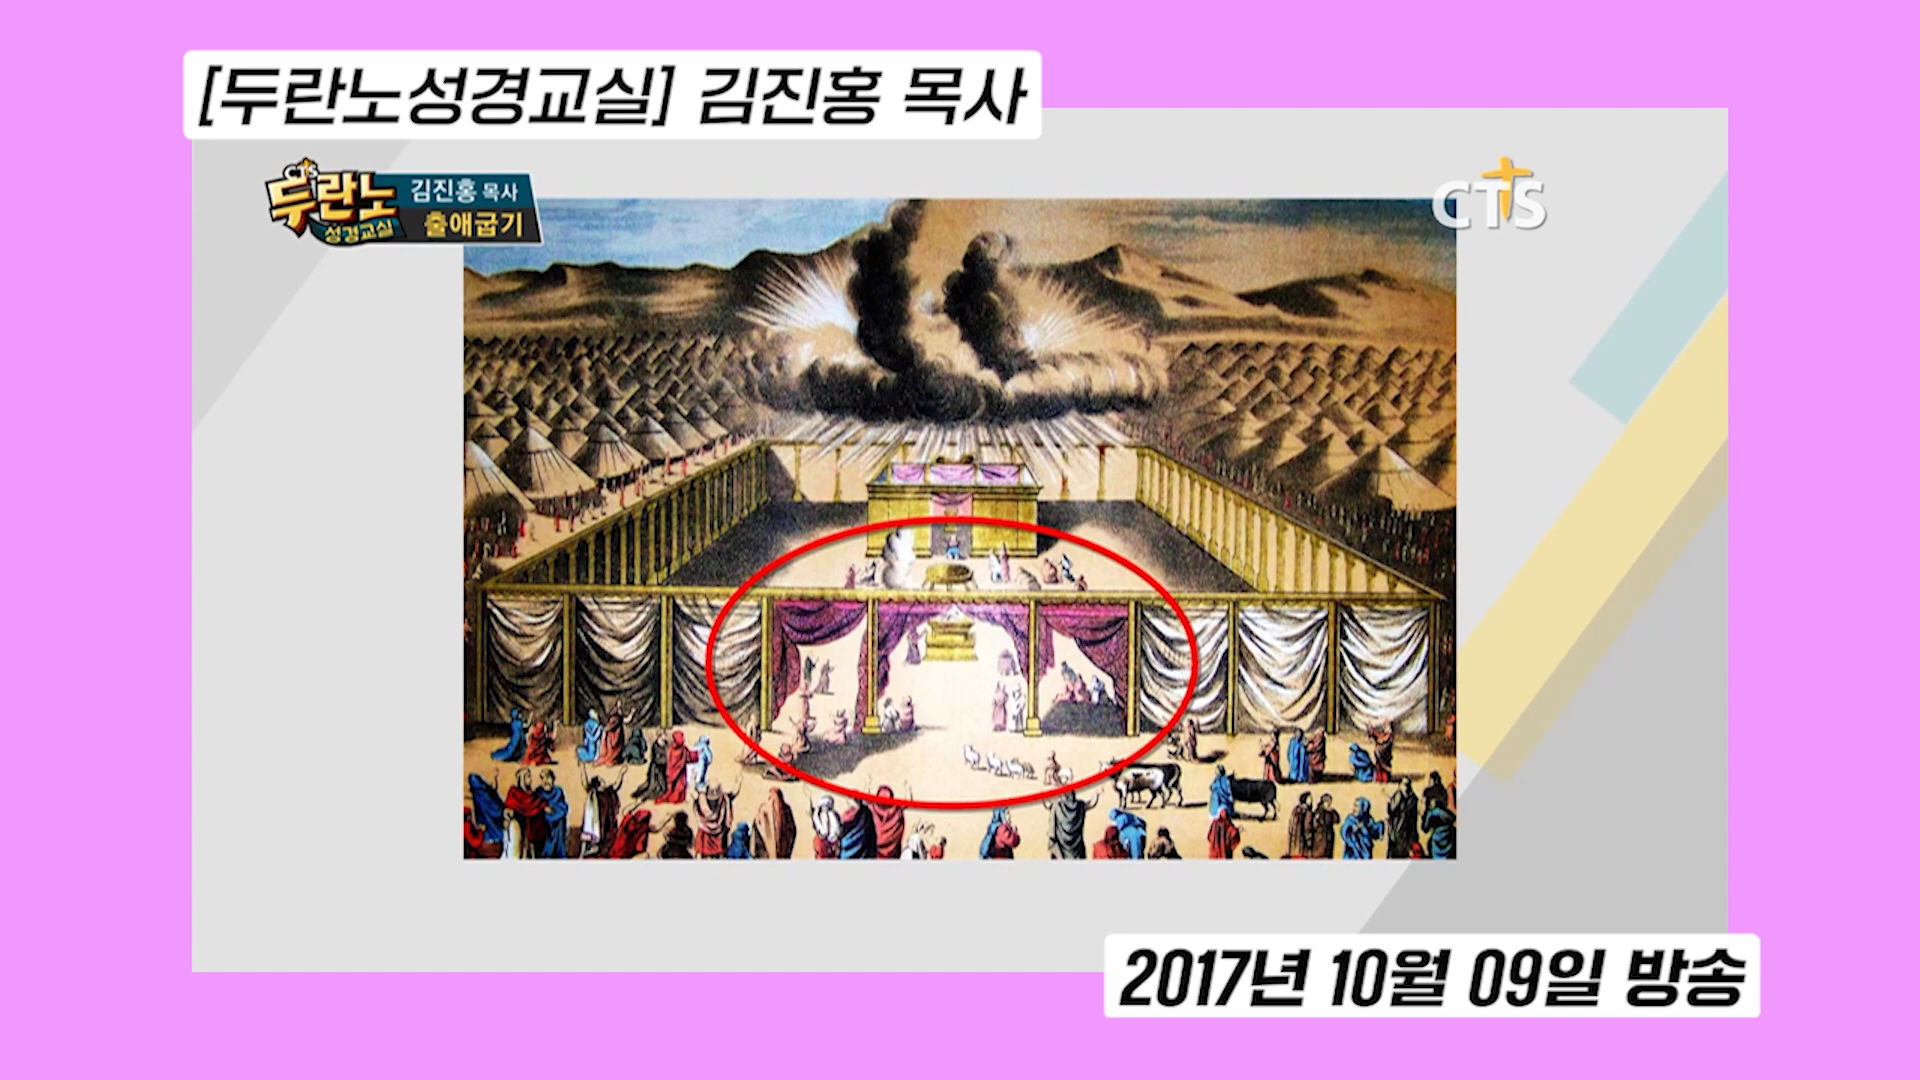 [두란노성경교실] 김진홍 목사
CTS
두란노
성경교실
김진홍 목사
출애굽기
CTS
2017년 10월 09일 방송